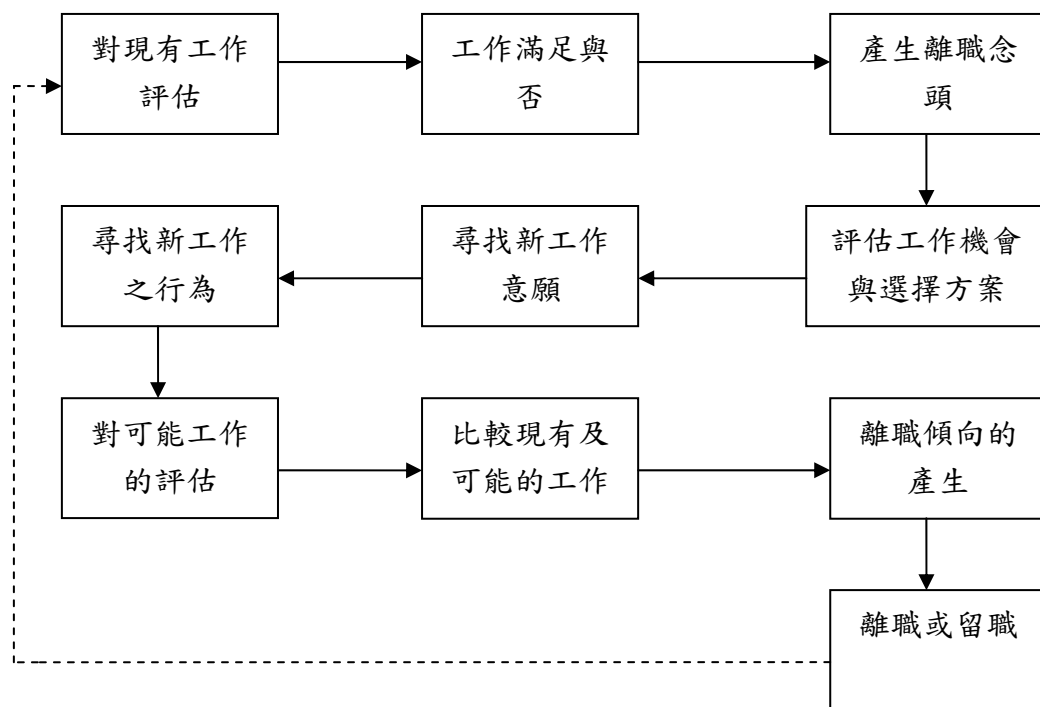 對現有工作
評估
工作滿足與
否
產生離職念
頭
評估工作機會
與選擇方案
尋找新工作
意願
尋找新工作
之行為
對可能工作
的評估
比較現有及
可能的工作
離職傾向的
產生
離職或留職